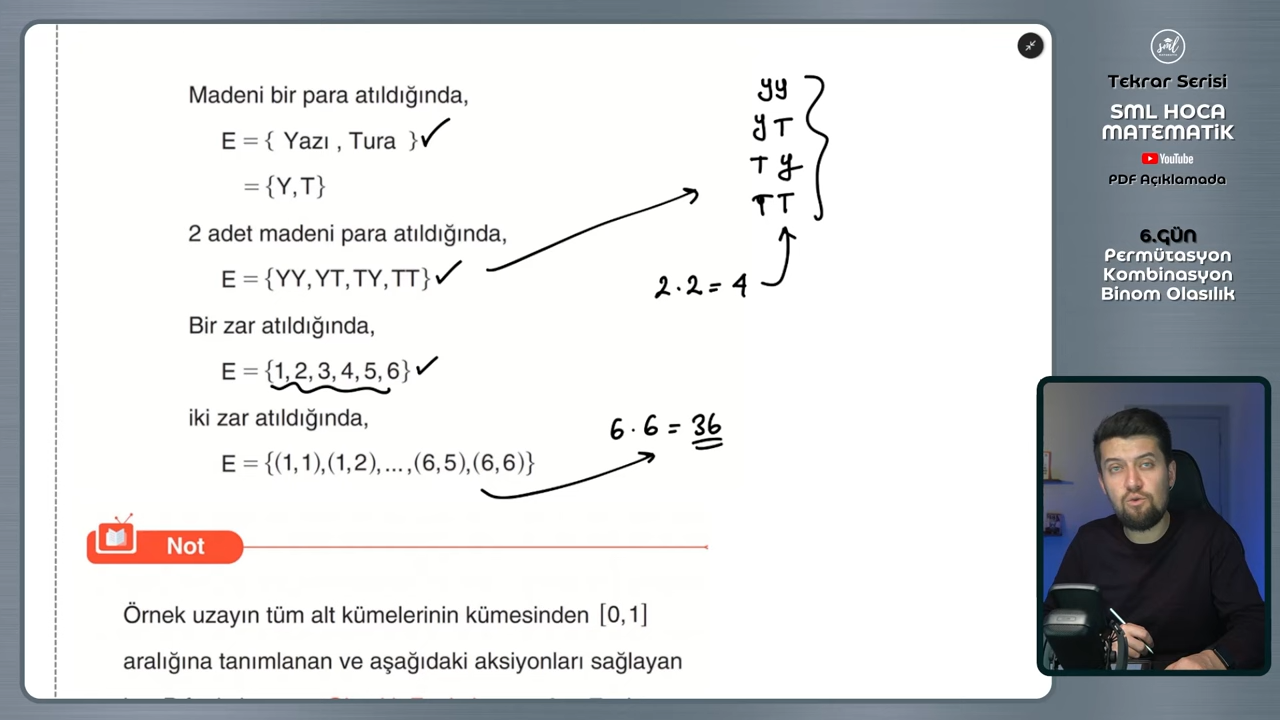 Madeni bir para atıldığında,
E = { Yazı , Tura }
= {Y,T}
2 adet madeni para atıldığında,
E = {YY,YT,TY,TT}
Bir zar atıldığında,
E = {1,2,3,4,5,6}
iki zar atıldığında,
E = {(1,1),(1,2),...,(6,5),(6,6)}
yy
yT
Ty
TT
2.2 = 4
6.6 = 36
Not
Örnek uzayın tüm alt kümelerinin kümesinden [0,1]
aralığına tanımlanan ve aşağıdaki aksiyonları sağlayan
sml
Tekrar Serisi
SML HOCA
MATEMATİK
YouTube
PDF Açıklamada
6.GÜN
Permütasyon
Kombinasyon
Binom Olasılık